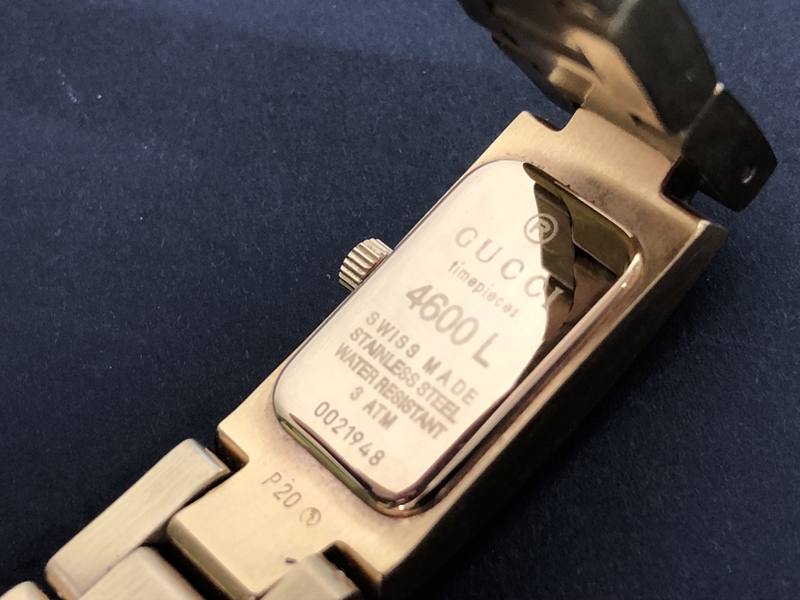 ®
GUCCI
timepieces
4600 L
SWISS MADE
STAINLESS STEEL
WATER RESISTANT
3 ATM
0021948
P20